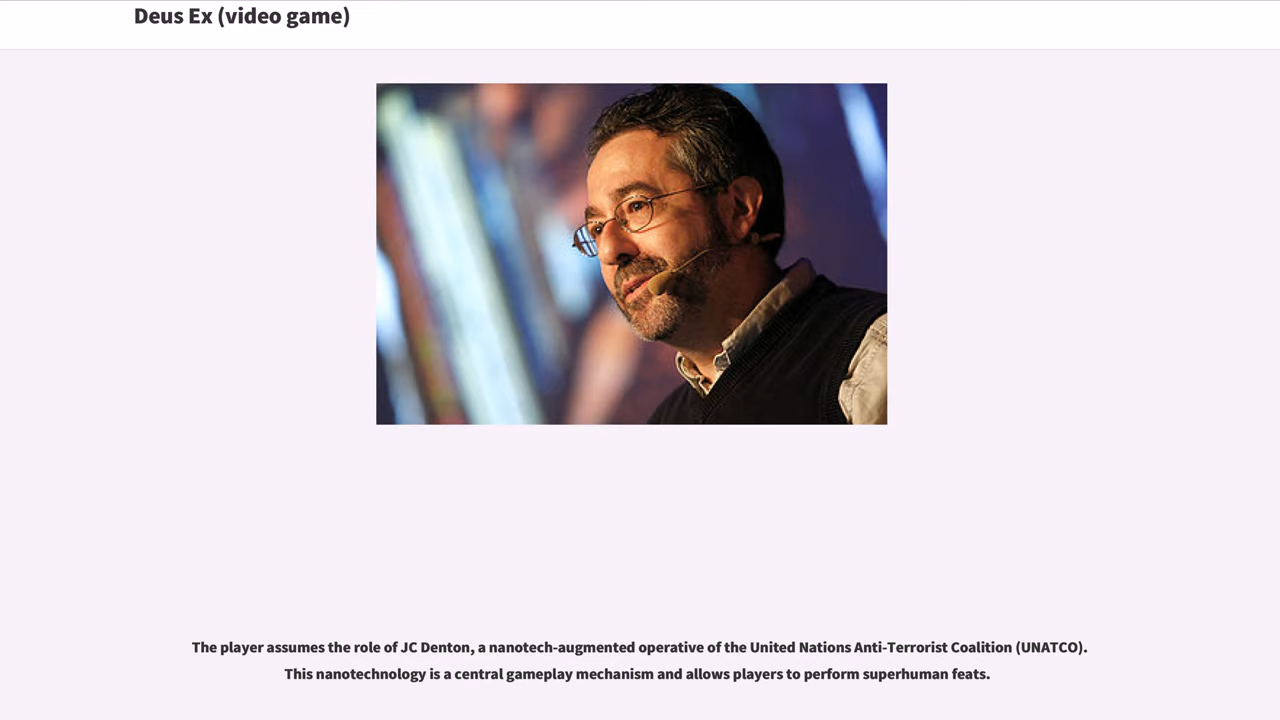 Deus Ex (video game)
The player assumes the role of JC Denton, a nanotech-augmented operative of the United Nations Anti-Terrorist Coalition (UNATCO).
This nanotechnology is a central gameplay mechanism and allows players to perform superhuman feats.